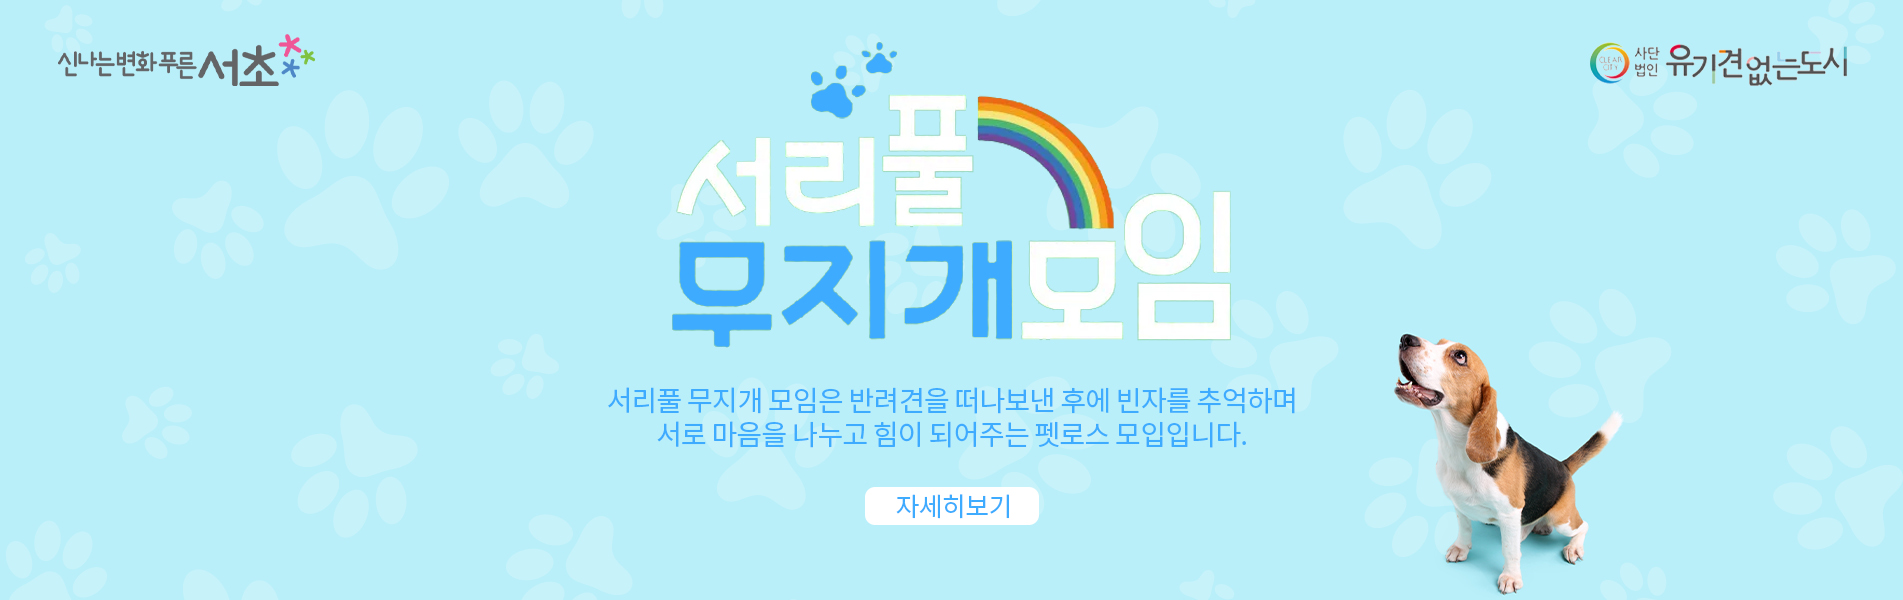 신나는변화 푸른 서초
CLEAR CITY
사단법인 유기견없는도시
서리풀
무지개모임
서리풀 무지개 모임은 반려견을 떠나보낸 후에 빈자를 추억하며
서로 마음을 나누고 힘이 되어주는 펫로스 모입입니다.
자세히보기